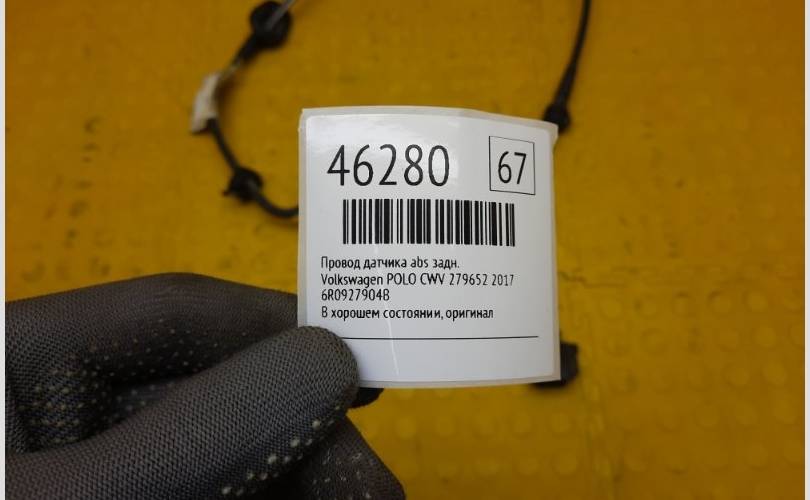 46280
67
Провод датчика abs задн.
Volkswagen POLO CWV 279652 2017
6R0927904B
В хорошем состоянии, оригинал